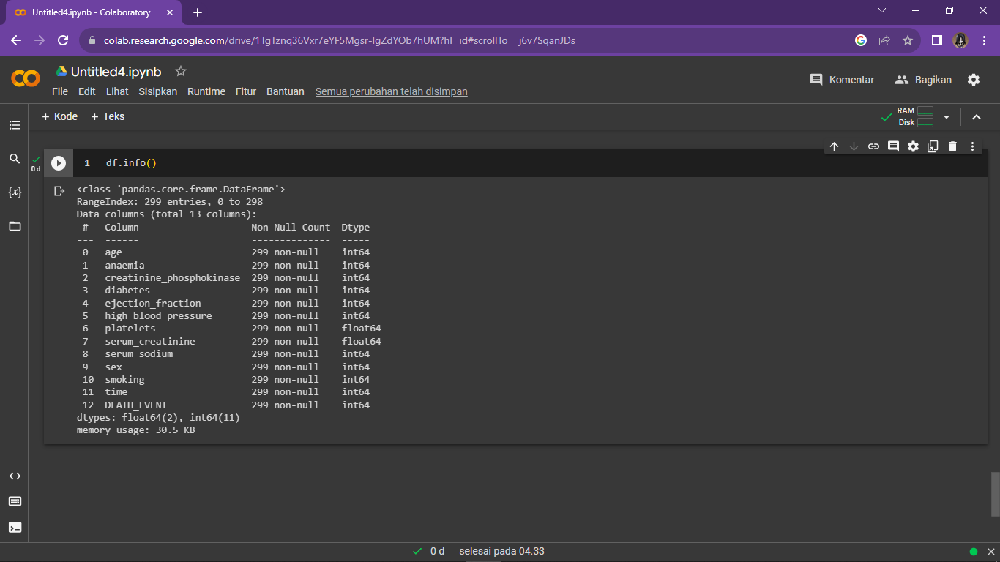 Untitled4.ipynb - Colaboratory
colab.research.google.com/drive/1TgTznq36Vxr7eYF5Mgsr-IgZdYOb7hUM?hl=id#scrollTo=_j6v7SqanJDs
Untitled4.ipynb
File Edit Lihat Sisipkan Runtime Fitur Bantuan Semua perubahan telah disimpan
Komentar Bagikan
+ Kode + Teks
RAM
Disk
0 d
1 df.info()
<class 'pandas.core.frame.DataFrame'>
RangeIndex: 299 entries, 0 to 298
Data columns (total 13 columns):
 #   Column                    Non-Null Count  Dtype
---  ------                    --------------  -----
 0   age                       299 non-null    int64
 1   anaemia                   299 non-null    int64
 2   creatinine_phosphokinase  299 non-null    int64
 3   diabetes                  299 non-null    int64
 4   ejection_fraction         299 non-null    int64
 5   high_blood_pressure       299 non-null    int64
 6   platelets                 299 non-null    float64
 7   serum_creatinine          299 non-null    float64
 8   serum_sodium              299 non-null    int64
 9   sex                       299 non-null    int64
 10  smoking                   299 non-null    int64
 11  time                      299 non-null    int64
 12  DEATH_EVENT               299 non-null    int64
dtypes: float64(2), int64(11)
memory usage: 30.5 KB
0 d selesai pada 04.33